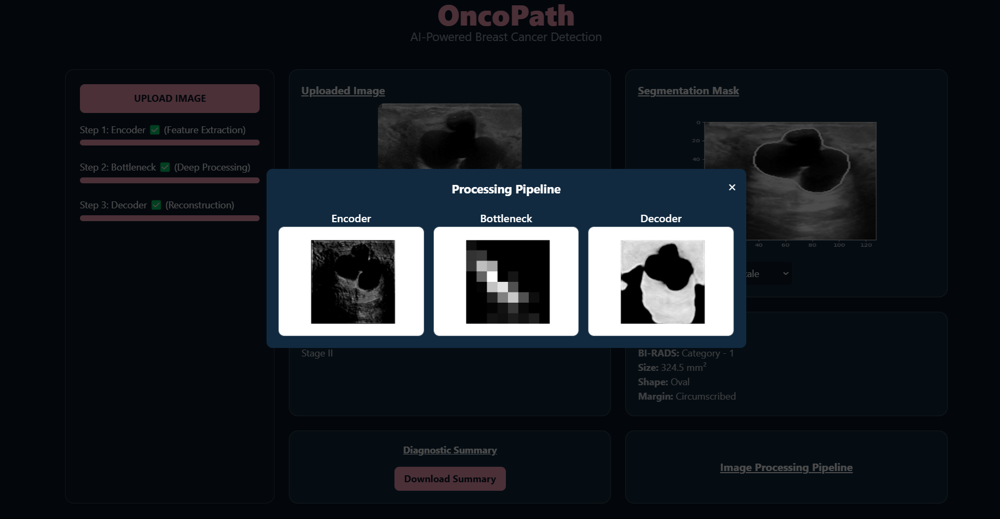 OncoPath
AI-Powered Breast Cancer Detection
UPLOAD IMAGE
Step 1: Encoder ✅ (Feature Extraction)
Step 2: Bottleneck ✅ (Deep Processing)
Step 3: Decoder ✅ (Reconstruction)
Uploaded Image
Segmentation Mask
0
20
40
40 60 80 100 120
Processing Pipeline
×
Encoder
Bottleneck
Decoder
Stage II
BI-RADS: Category - 1
Size: 324.5 mm²
Shape: Oval
Margin: Circumscribed
Diagnostic Summary
Download Summary
Image Processing Pipeline